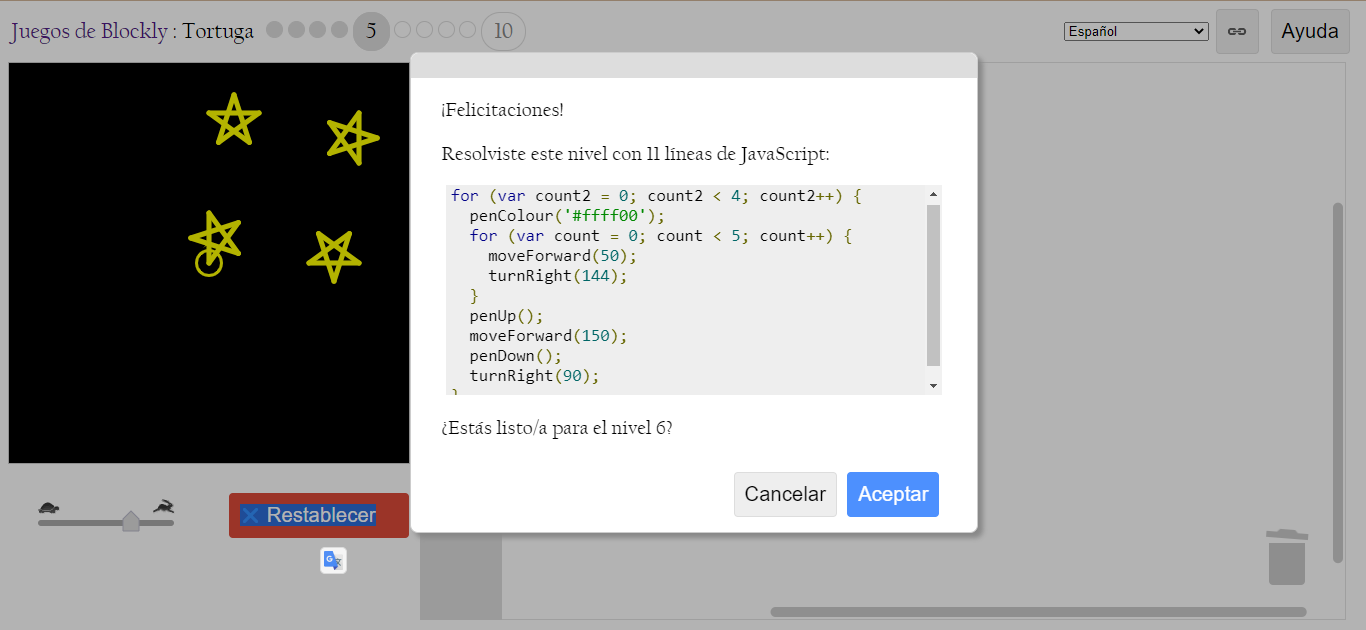 Juegos de Blockly : Tortuga 5 10 Español Ayuda
¡Felicitaciones!
Resolviste este nivel con 11 líneas de JavaScript:
for (var count2 = 0; count2 < 4; count2++) {
penColour('#ffff00');
for (var count = 0; count < 5; count++) {
moveForward(50);
turnRight(144);
}
penUp();
moveForward(150);
penDown();
turnRight(90);
}
¿Estás listo/a para el nivel 6?
Cancelar Aceptar
Restablecer
G